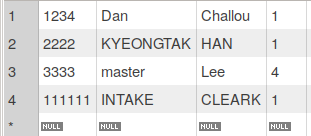 1 1234 Dan Challou 1
2 2222 KYEONGTAK HAN 1
3 3333 master Lee 4
4 111111 INTAKE CLEARK 1
* NULL NULL NULL NULL